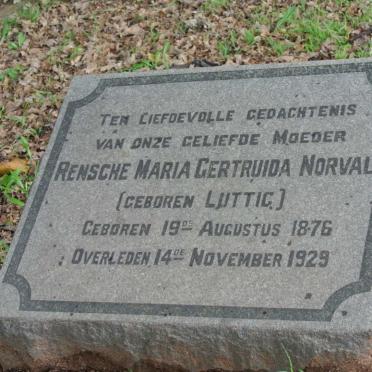 Ten Liefdevolle gedachtenis
van onze geliefde Moeder
Rensche Maria Gertruida Norval
(geboren Luttig)
Geboren 19de Augustus 1876
Overleden 14de November 1929